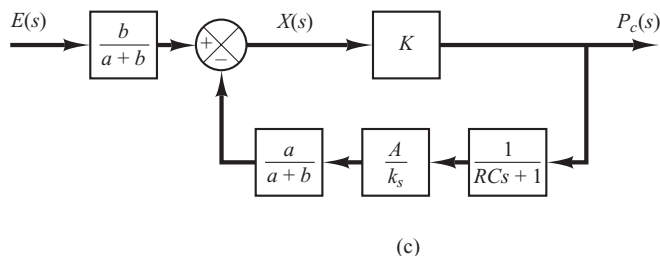 E(s)
b
a + b
+
−
X(s)
K
P_c(s)
a
a + b
A
k_s
1
RCs + 1
(c)